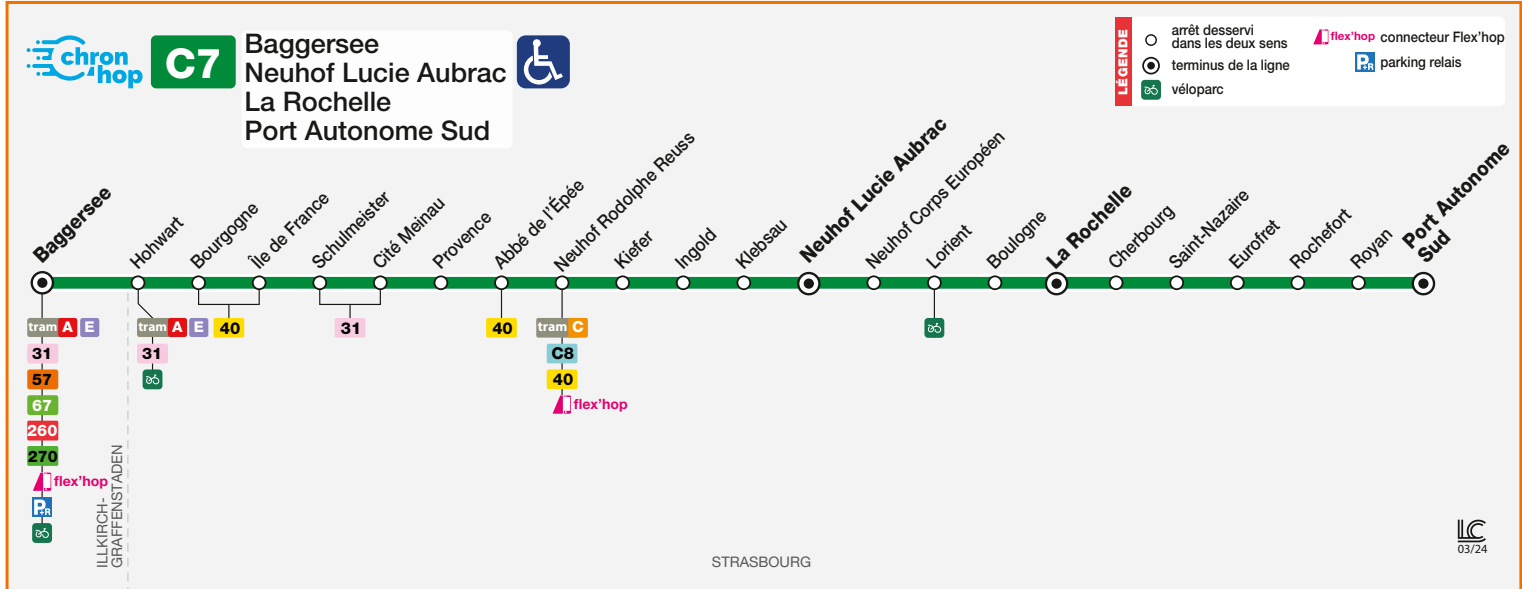 chron
hop
C7
Baggersee
Neuhof Lucie Aubrac
La Rochelle
Port Autonome Sud
LÉGENDE
arrêt desservi
dans les deux sens
terminus de la ligne
véloparc
flex'hop connecteur Flex'hop
P+R parking relais
Baggersee
Hohwart
Bourgogne
Île de France
Schulmeister
Cité Meinau
Provence
Abbé de l'Épée
Neuhof Rodolphe Reuss
Kiefer
Ingold
Klebsau
Neuhof Lucie Aubrac
Neuhof Corps Européen
Lorient
Boulogne
La Rochelle
Cherbourg
Saint-Nazaire
Eurofret
Rochefort
Royan
Port Autonome
Sud
tram A E
31
57
67
260
270
flex'hop
P+R
tram A E
31
40
31
40
tram C
C8
40
flex'hop
ILLKIRCH-
GRAFFENSTADEN
STRASBOURG
LC
03/24